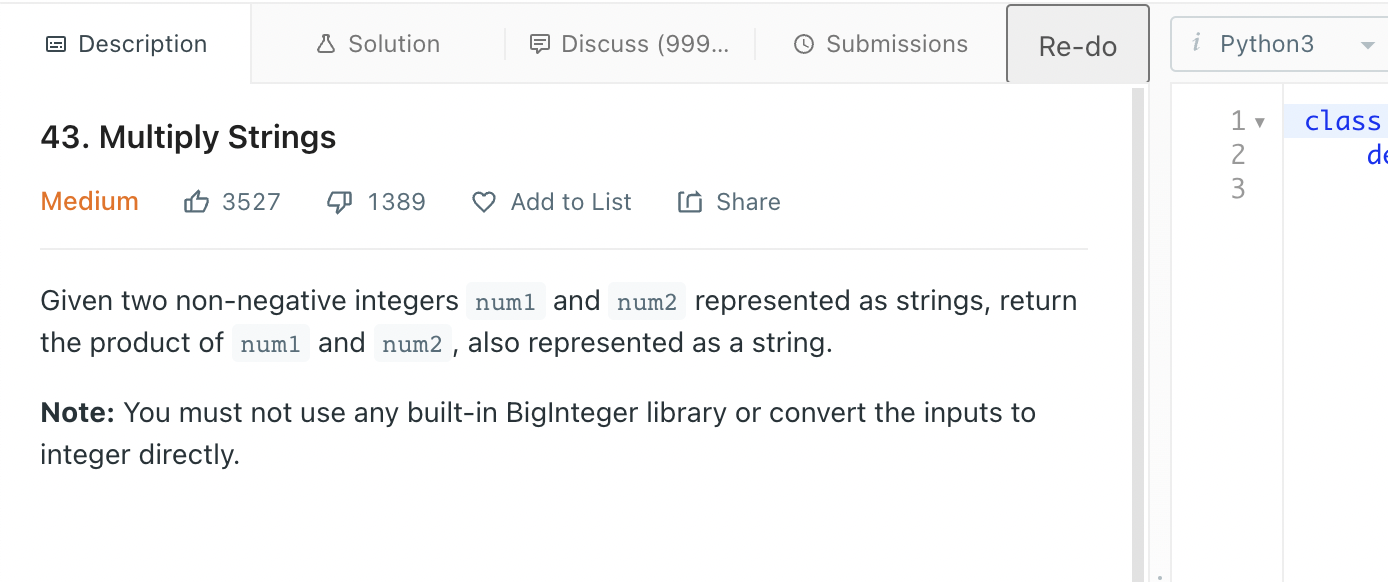 Description Solution Discuss (999... Submissions Re-do i Python3
43. Multiply Strings
Medium 3527 1389 Add to List Share
Given two non-negative integers num1 and num2 represented as strings, return
the product of num1 and num2, also represented as a string.
Note: You must not use any built-in BigInteger library or convert the inputs to
integer directly.
1 class
2 de
3